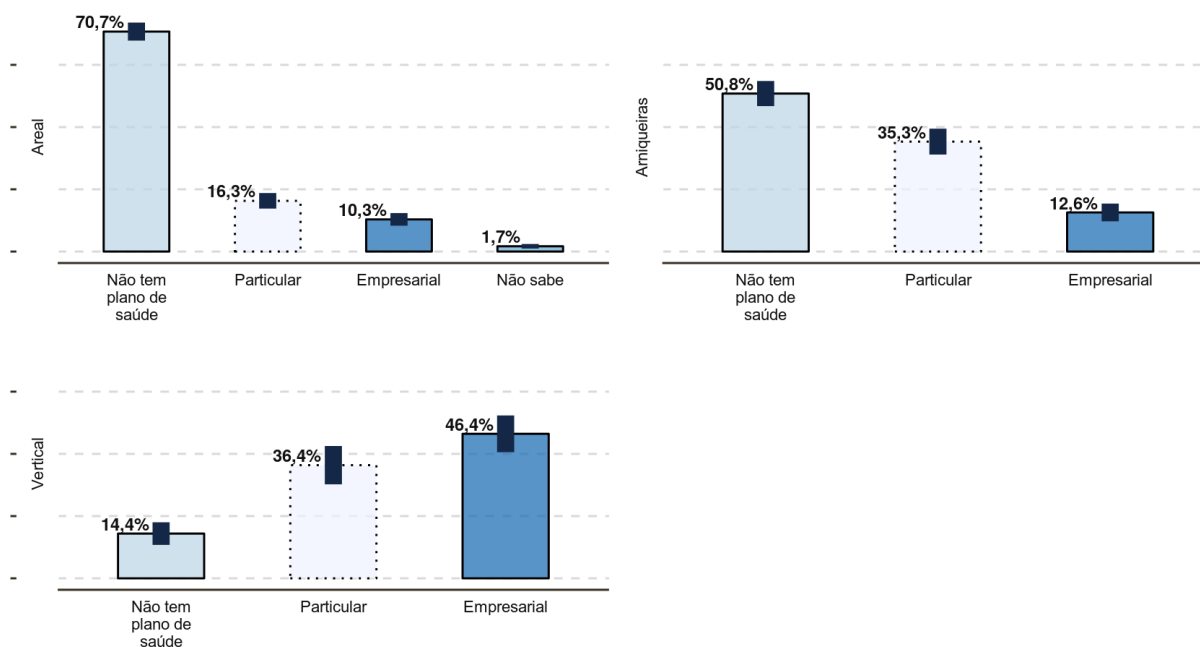 70,7%
16,3%
10,3%
1,7%
Areal
Não tem
plano de
saúde
Particular
Empresarial
Não sabe
50,8%
35,3%
12,6%
Arniqueiras
Não tem
plano de
saúde
Particular
Empresarial
14,4%
36,4%
46,4%
Vertical
Não tem
plano de
saúde
Particular
Empresarial